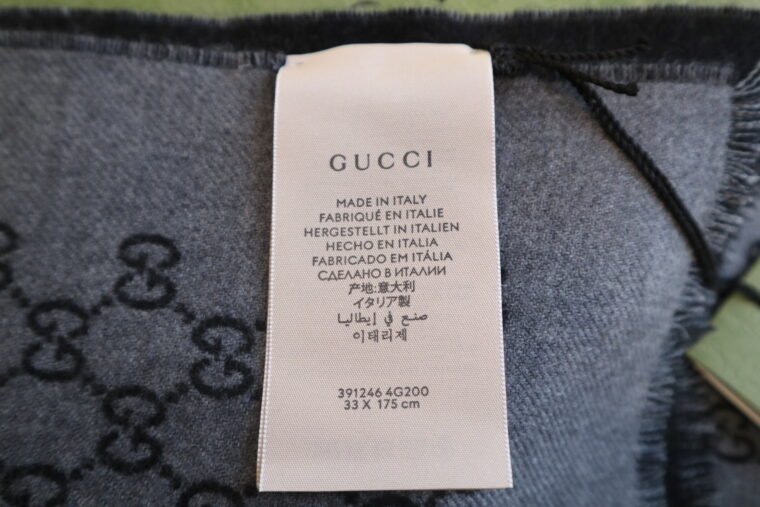 GUCCI
MADE IN ITALY
FABRIQUÉ EN ITALIE
HERGESTELLT IN ITALIEN
HECHO EN ITALIA
FABRICADO EM ITÁLIA
СДЕЛАНО В ИТАЛИИ
产地:意大利
イタリア製
صنع في إيطاليا
이태리제
391246 4G200
33 X 175 cm